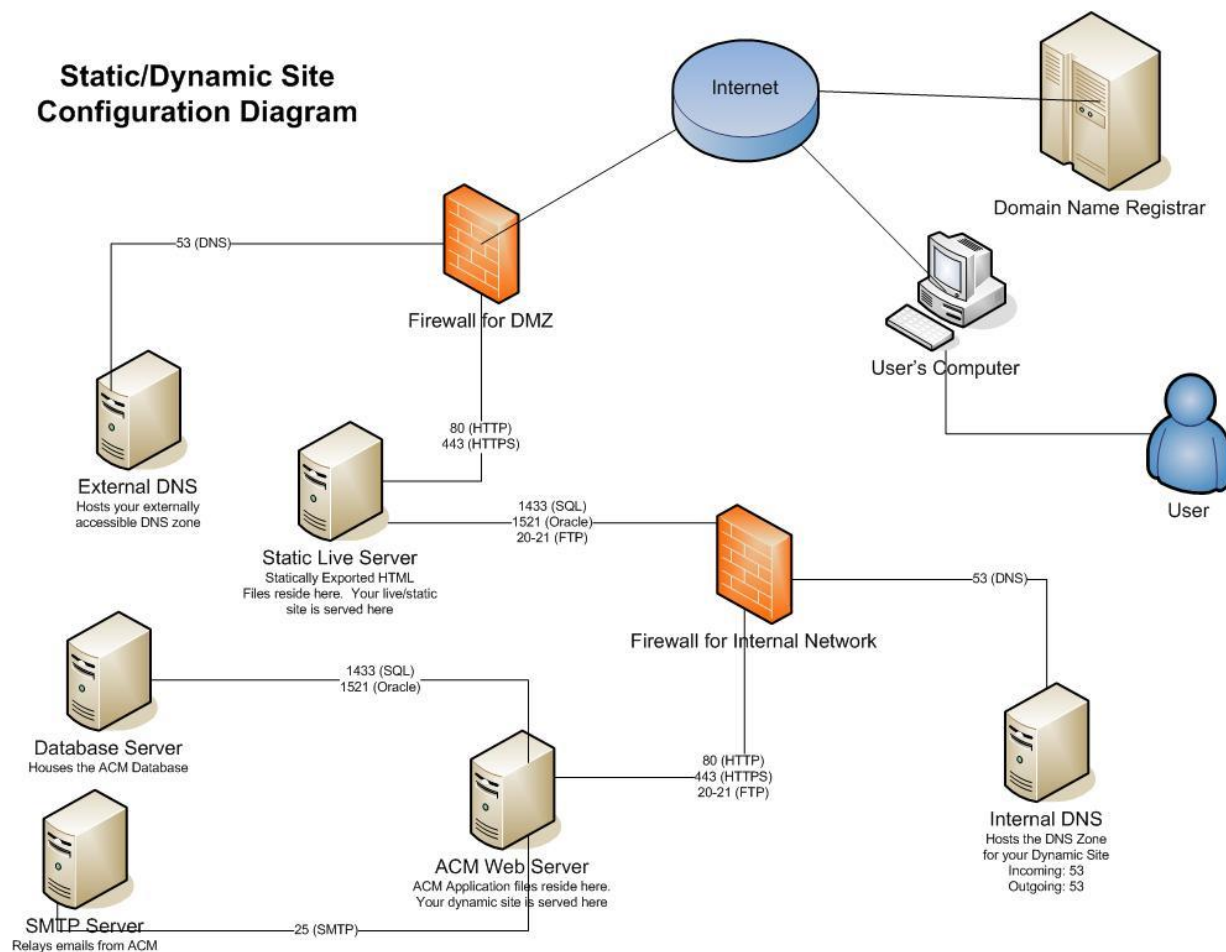 Static/Dynamic Site
Configuration Diagram
Internet
Domain Name Registrar
53 (DNS)
Firewall for DMZ
User's Computer
80 (HTTP)
443 (HTTPS)
External DNS
Hosts your externally
accessible DNS zone
User
1433 (SQL)
1521 (Oracle)
20-21 (FTP)
Static Live Server
Statically Exported HTML
Files reside here. Your live/static
site is served here
53 (DNS)
Firewall for Internal Network
1433 (SQL)
1521 (Oracle)
Database Server
Houses the ACM Database
80 (HTTP)
443 (HTTPS)
20-21 (FTP)
Internal DNS
Hosts the DNS Zone
for your Dynamic Site
Incoming: 53
Outgoing: 53
ACM Web Server
ACM Application files reside here.
Your dynamic site is served here
SMTP Server
Relays emails from ACM
25 (SMTP)